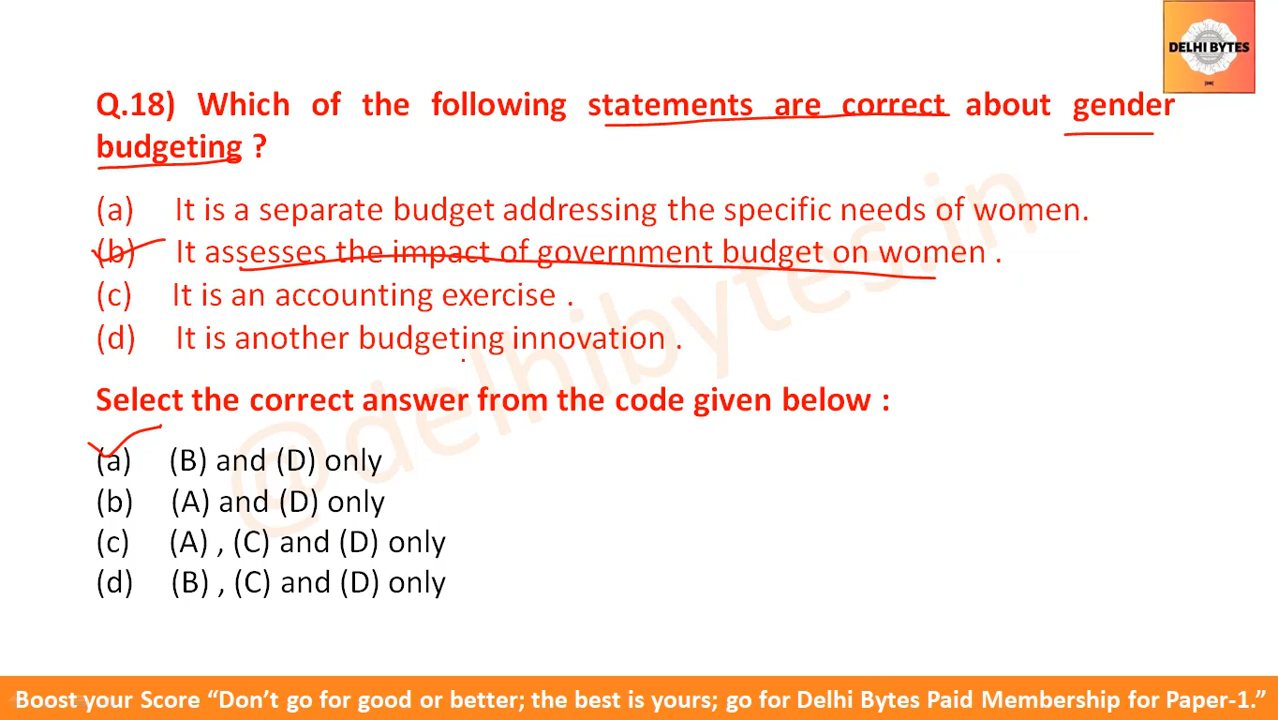 DELHI BYTES
Q.18) Which of the following statements are correct about gender
budgeting ?
(a) It is a separate budget addressing the specific needs of women.
(b) It assesses the impact of government budget on women .
(c) It is an accounting exercise .
(d) It is another budgeting innovation .
Select the correct answer from the code given below :
(a) (B) and (D) only
(b) (A) and (D) only
(c) (A) , (C) and (D) only
(d) (B) , (C) and (D) only
@delhibytes.in
Boost your Score “Don’t go for good or better; the best is yours; go for Delhi Bytes Paid Membership for Paper-1.”